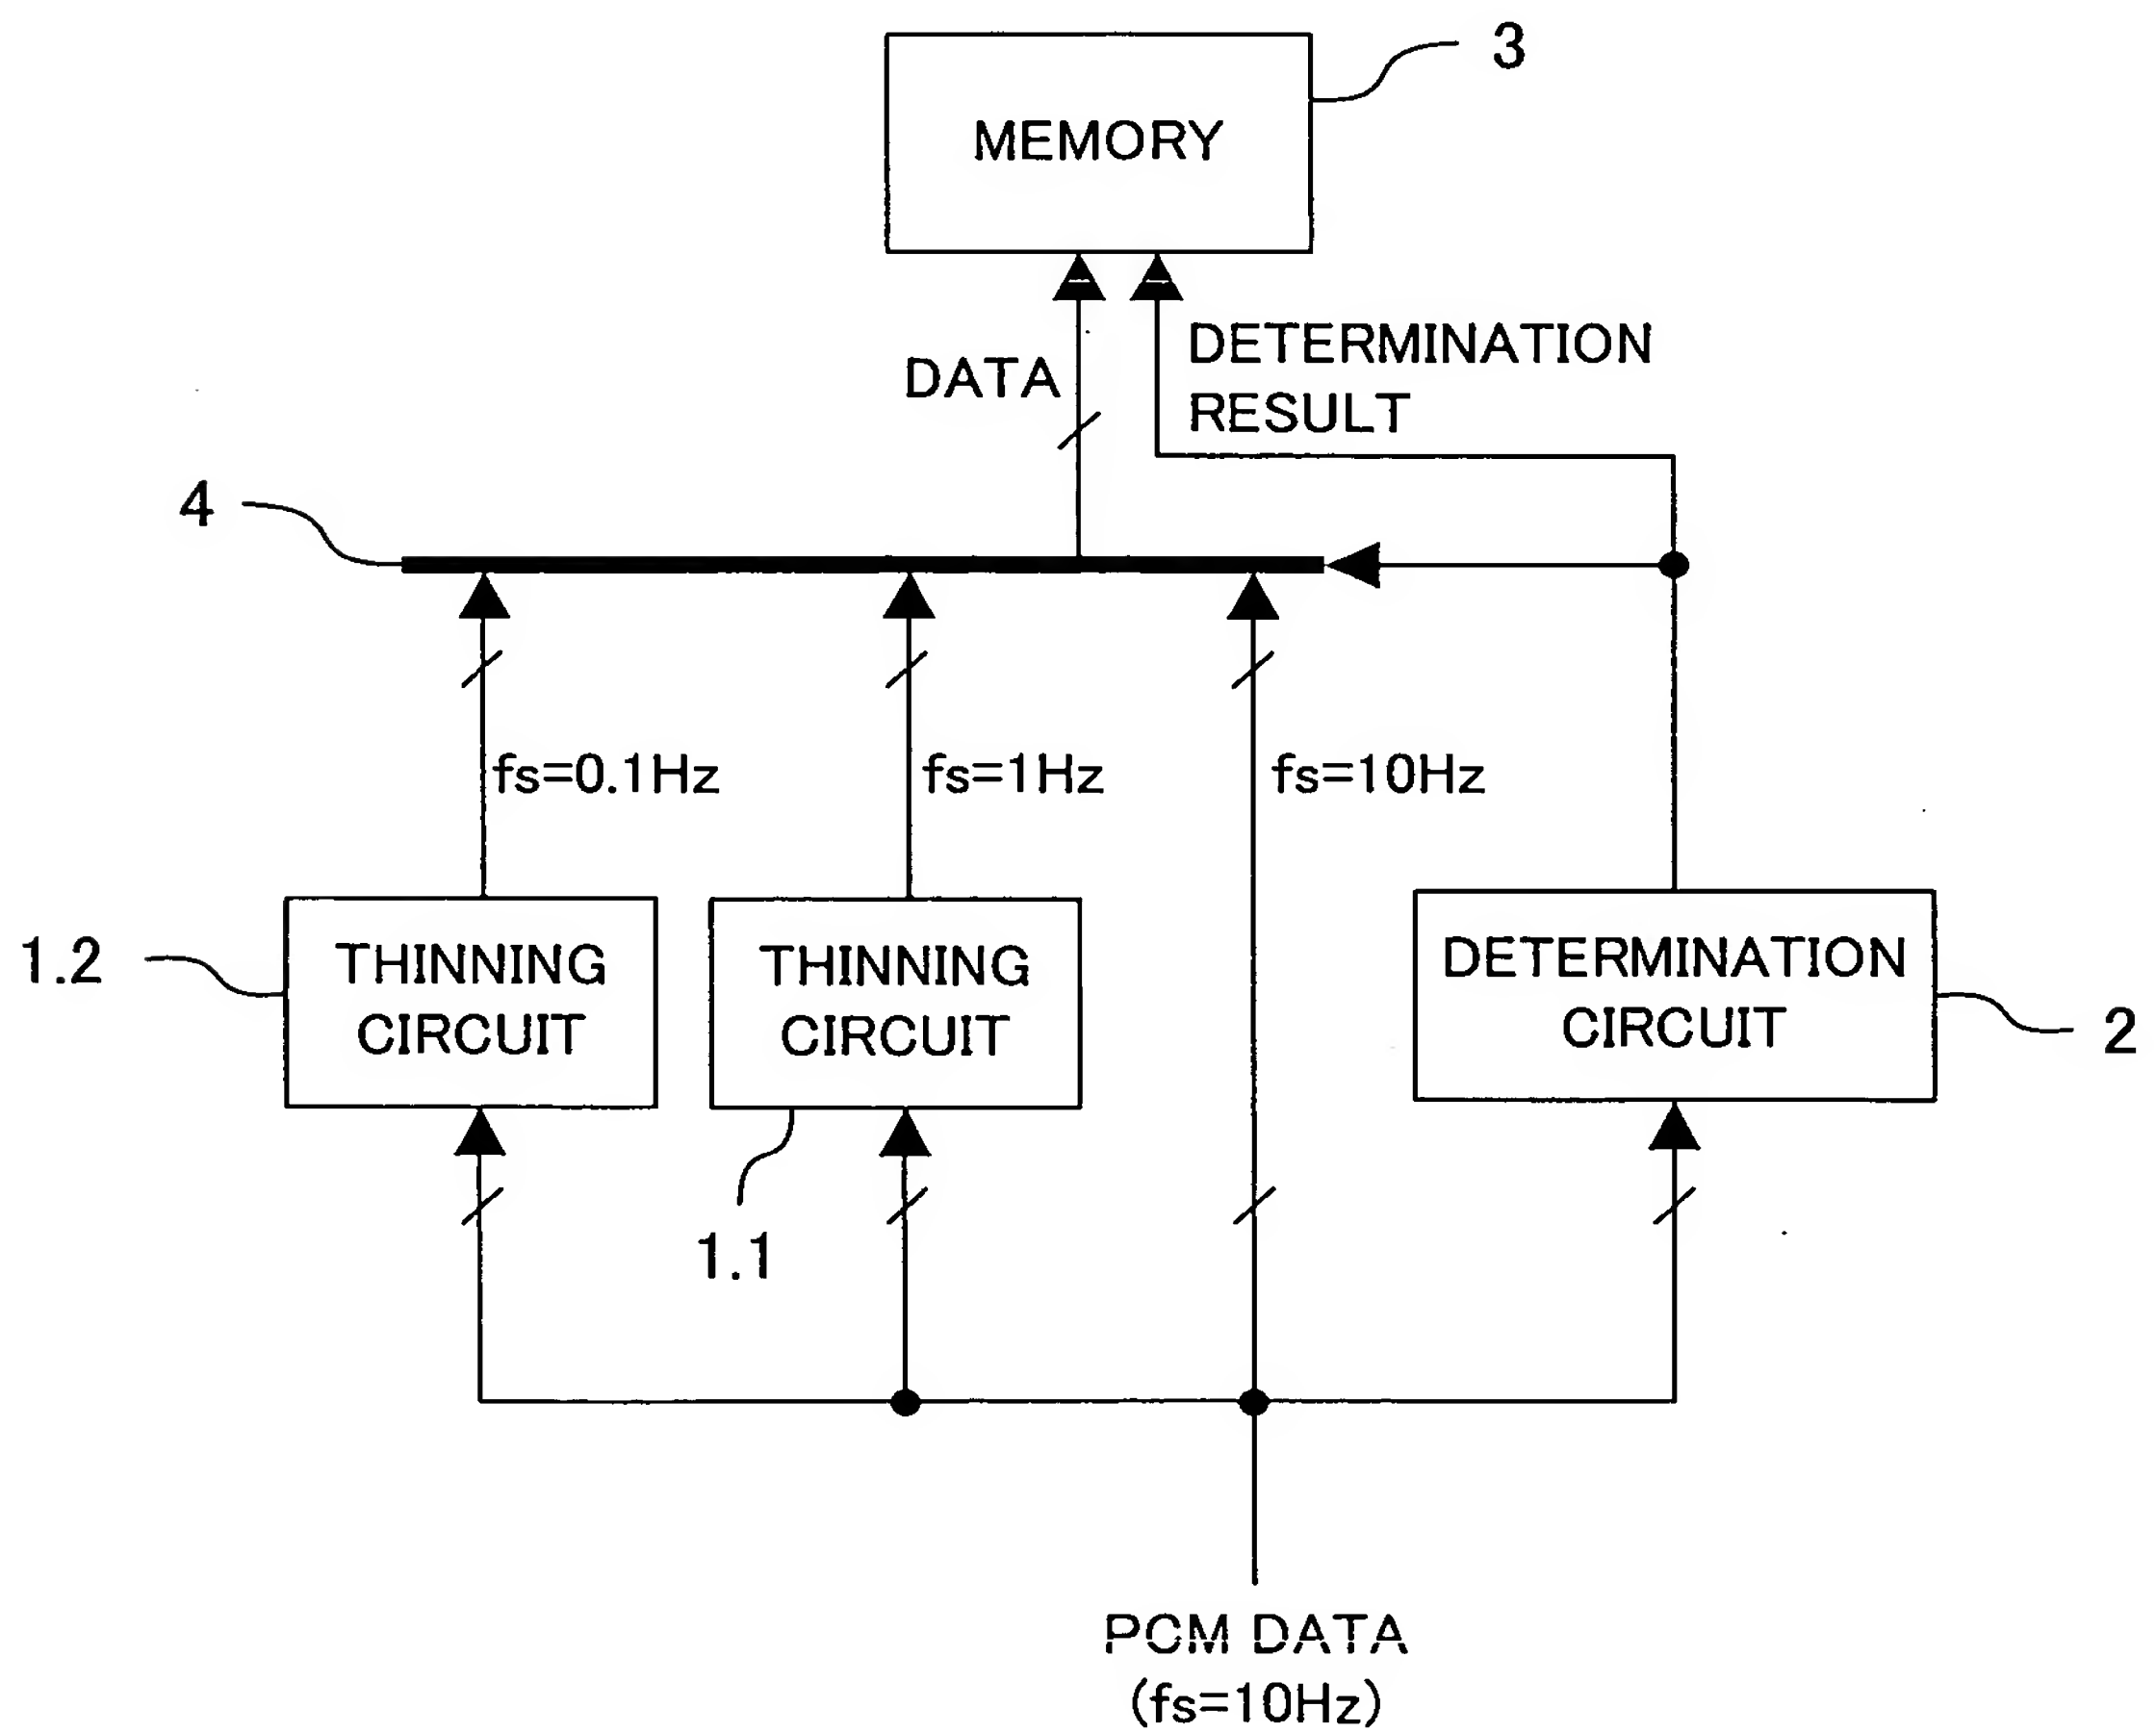 3
MEMORY
DETERMINATION
RESULT
DATA
4
fs=0.1Hz
fs=1Hz
fs=10Hz
1.2
THINNING
CIRCUIT
THINNING
CIRCUIT
DETERMINATION
CIRCUIT
2
1.1
PCM DATA
(fs=10Hz)